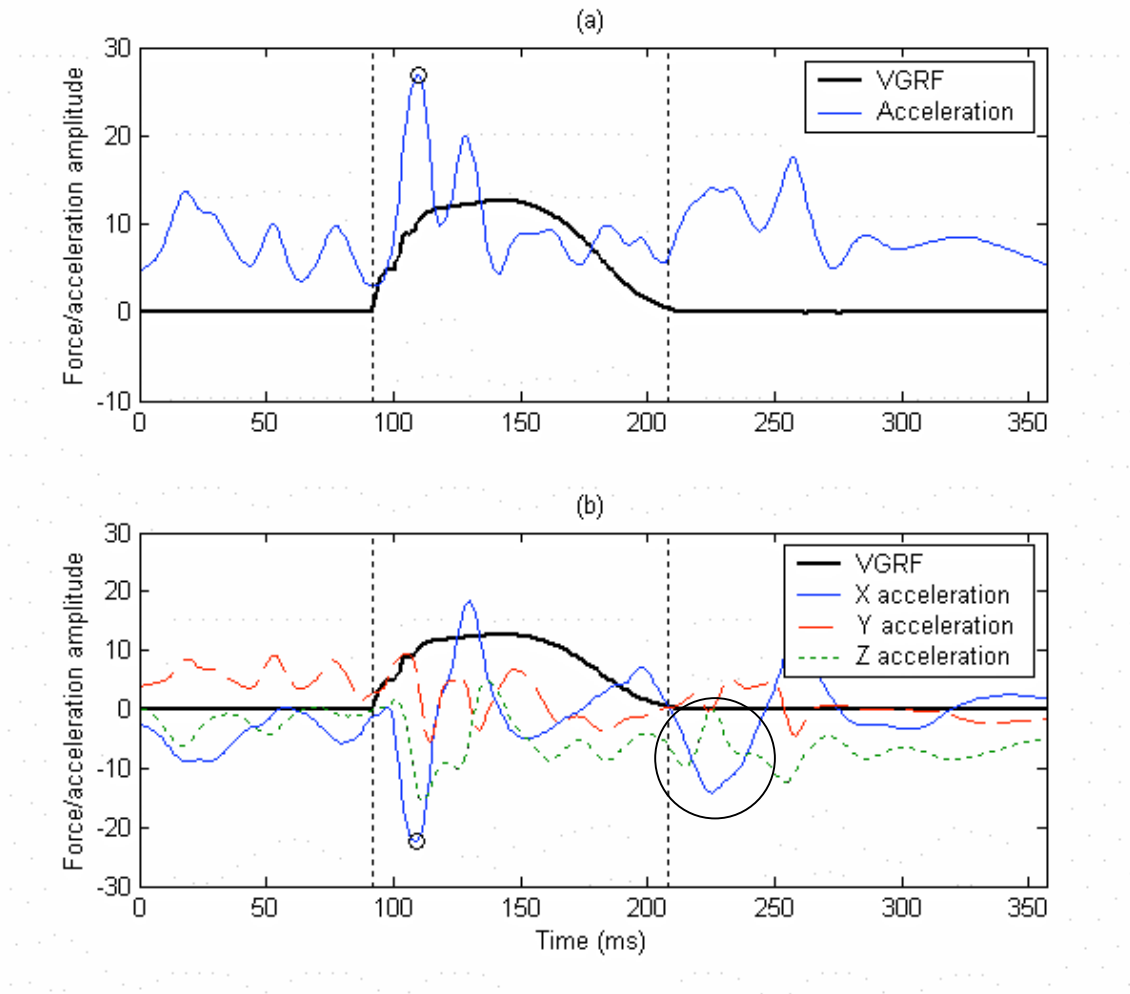 (a)
Force/acceleration amplitude
30
20
10
0
-10
VGRF
Acceleration
0 50 100 150 200 250 300 350
(b)
Force/acceleration amplitude
30
20
10
0
-10
-20
-30
VGRF
X acceleration
Y acceleration
Z acceleration
0 50 100 150 200 250 300 350
Time (ms)